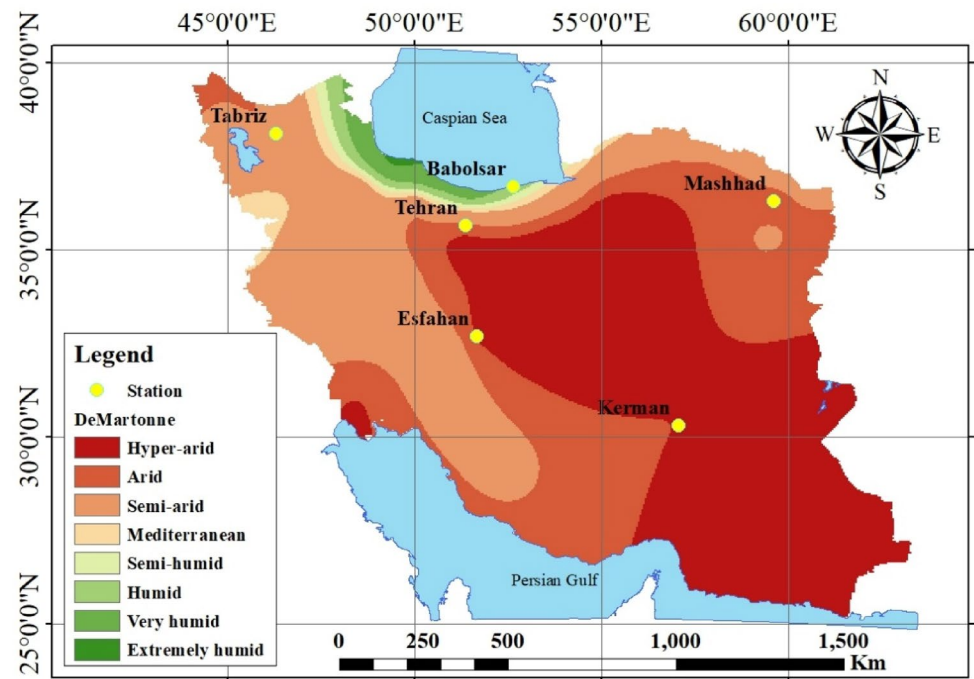 45°0'0"E 50°0'0"E 55°0'0"E 60°0'0"E
40°0'0"N
35°0'0"N
30°0'0"N
25°0'0"N
N
W E
S
Caspian Sea
Tabriz
Babolsar
Mashhad
Tehran
Esfahan
Kerman
Persian Gulf
Legend
Station
DeMartonne
Hyper-arid
Arid
Semi-arid
Mediterranean
Semi-humid
Humid
Very humid
Extremely humid
0 250 500 1,000 1,500
Km